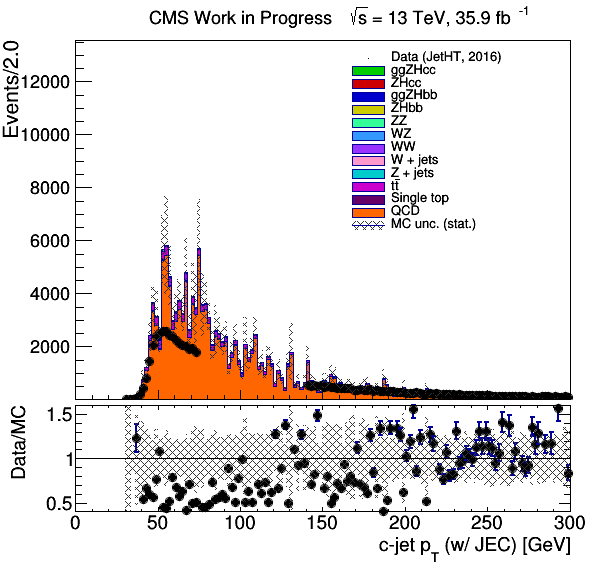 CMS Work in Progress √s = 13 TeV, 35.9 fb⁻¹
Events/2.0
12000
10000
8000
6000
4000
2000
Data (JetHT, 2016)
ggZHcc
ZHcc
ggZHbb
ZHbb
ZZ
WZ
WW
W + jets
Z + jets
tt̄
Single top
QCD
MC unc. (stat.)
Data/MC
1.5
1
0.5
0 50 100 150 200 250 300
c-jet p_T (w/ JEC) [GeV]